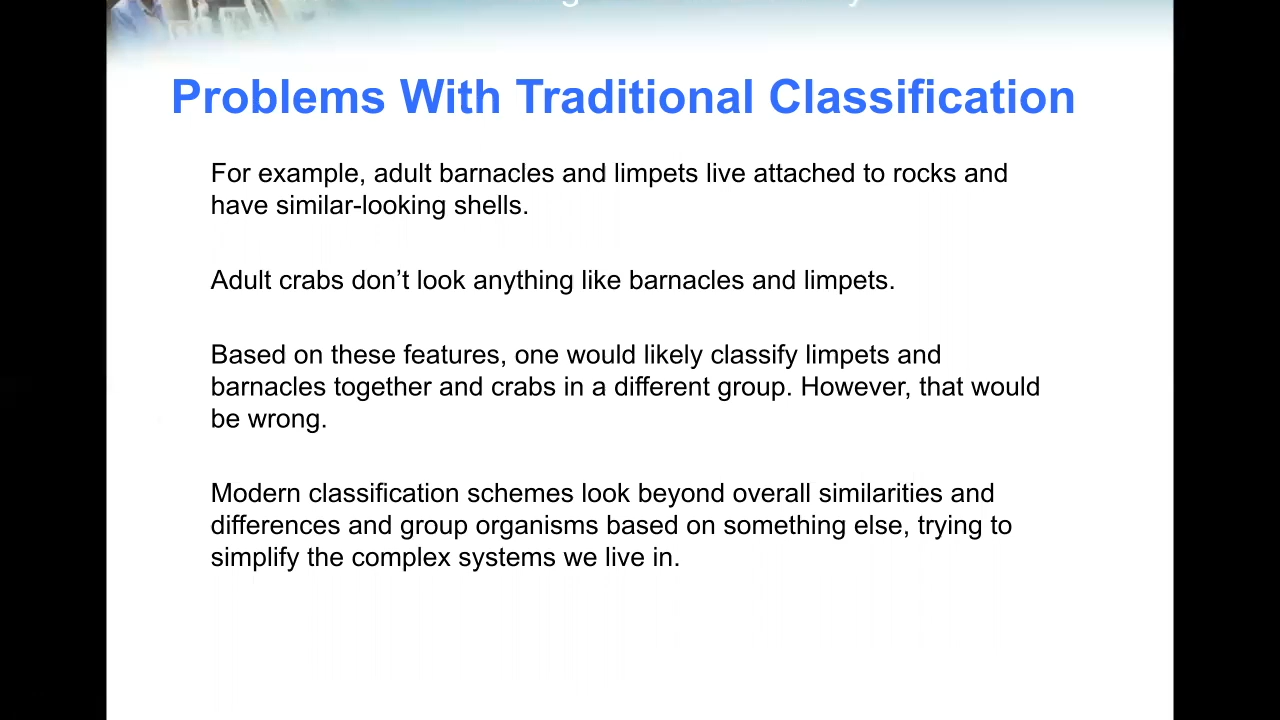 Problems With Traditional Classification
For example, adult barnacles and limpets live attached to rocks and
have similar-looking shells.
Adult crabs don’t look anything like barnacles and limpets.
Based on these features, one would likely classify limpets and
barnacles together and crabs in a different group. However, that would
be wrong.
Modern classification schemes look beyond overall similarities and
differences and group organisms based on something else, trying to
simplify the complex systems we live in.